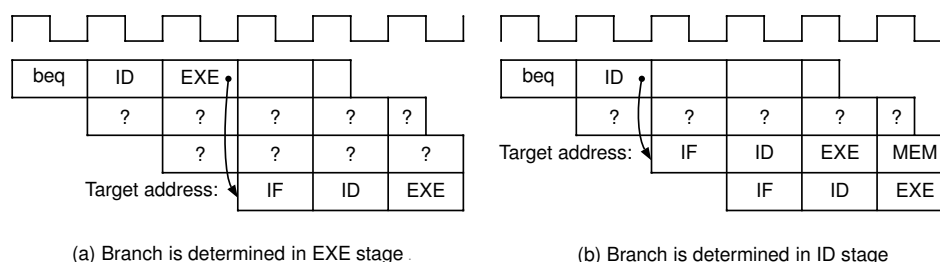 beq ID EXE
? ? ? ? ?
? ? ? ?
Target address: IF ID EXE
(a) Branch is determined in EXE stage
beq ID
? ? ? ? ?
Target address: IF ID EXE MEM
IF ID EXE
(b) Branch is determined in ID stage